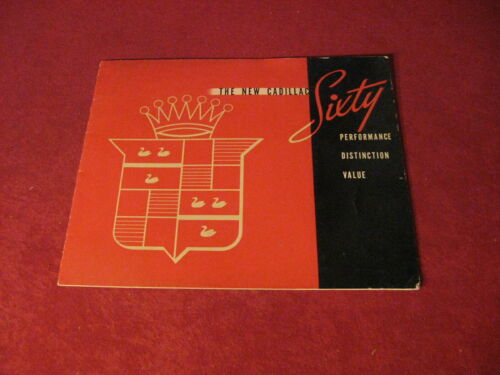 THE NEW CADILLAC
Sixty
PERFORMANCE
DISTINCTION
VALUE